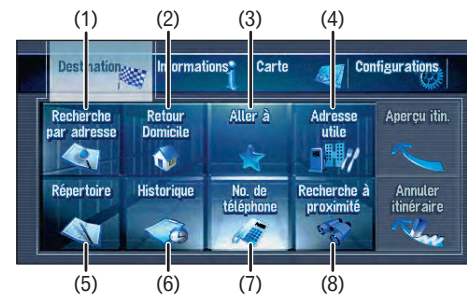 (1) (2) (3) (4)
Destination Informations Carte Configurations
Recherche par adresse
Retour Domicile
Aller à
Adresse utile
Aperçu itin.
Répertoire
Historique
No. de téléphone
Recherche à proximité
Annuler itinéraire
(5) (6) (7) (8)